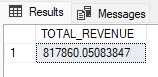 Results Messages
TOTAL_REVENUE
1 817860.05083847